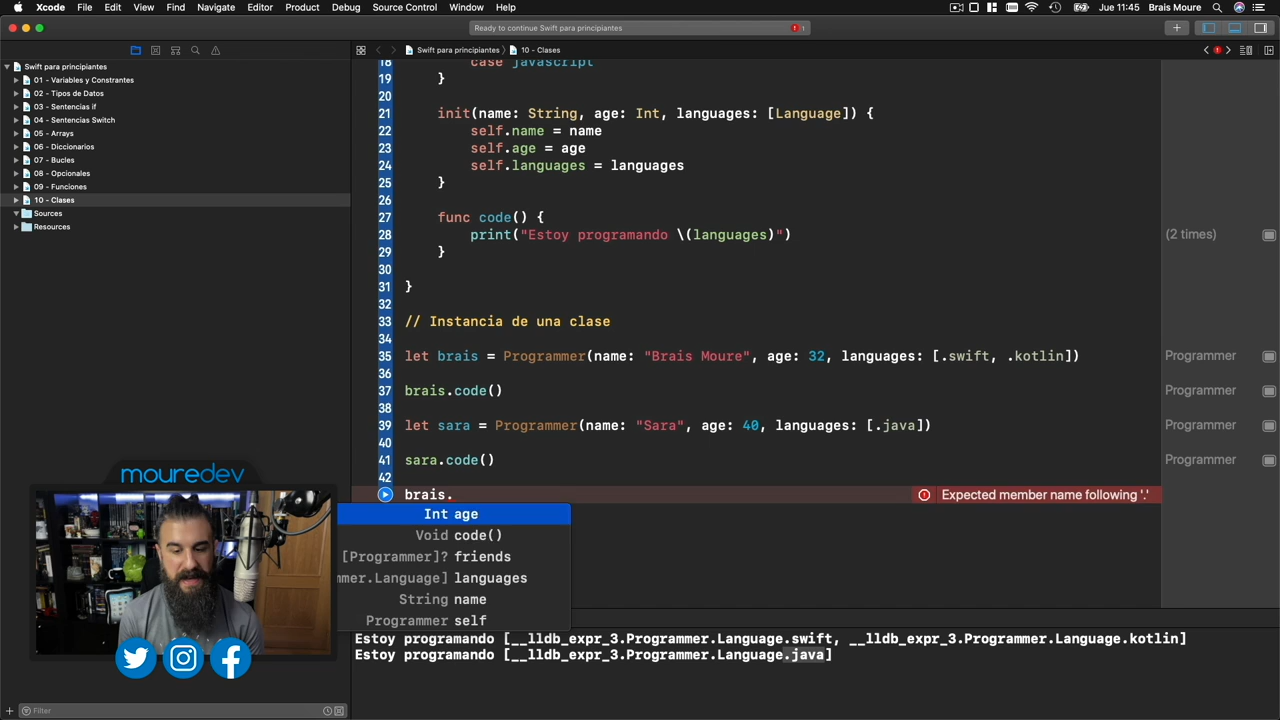 Xcode File Edit View Find Navigate Editor Product Debug Source Control Window Help Jue 11:45 Brais Moure
Ready to continue Swift para principiantes 1
Swift para principiantes 10 - Clases
Swift para principiantes
01 - Variables y Constrantes
02 - Tipos de Datos
03 - Sentencias if
04 - Sentencias Switch
05 - Arrays
06 - Diccionarios
07 - Bucles
08 - Opcionales
09 - Funciones
10 - Clases
Sources
Resources
18 case javascript
19 }
20
21 init(name: String, age: Int, languages: [Language]) {
22 self.name = name
23 self.age = age
24 self.languages = languages
25 }
26
27 func code() {
28 print("Estoy programando \(languages)") (2 times)
29 }
30
31 }
32
33 // Instancia de una clase
34
35 let brais = Programmer(name: "Brais Moure", age: 32, languages: [.swift, .kotlin]) Programmer
36
37 brais.code() Programmer
38
39 let sara = Programmer(name: "Sara", age: 40, languages: [.java]) Programmer
40
41 sara.code() Programmer
42
brais. Expected member name following '.'
Int age
Void code()
[Programmer]? friends
mmer.Language] languages
String name
Programmer self
mouredev
Estoy programando [__lldb_expr_3.Programmer.Language.swift, __lldb_expr_3.Programmer.Language.kotlin]
Estoy programando [__lldb_expr_3.Programmer.Language.java]
Filter